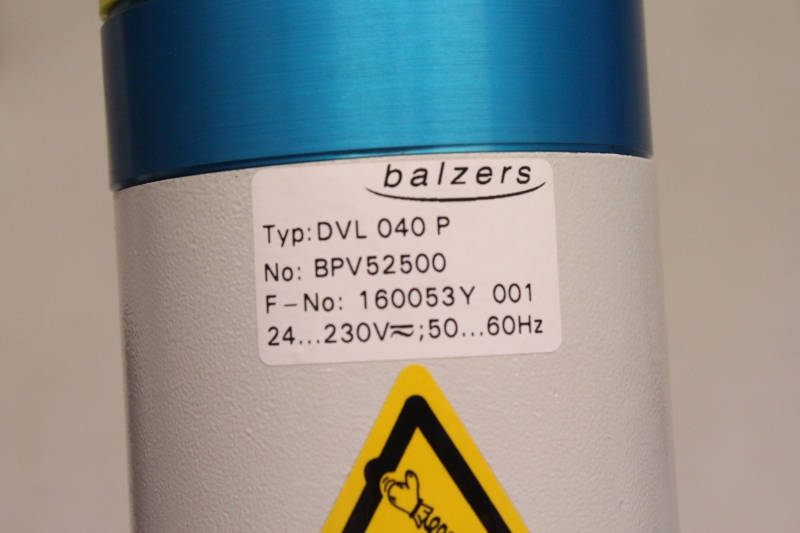 balzers
Typ:DVL 040 P
No: BPV52500
F-No: 160053Y 001
24...230V≂;50...60Hz